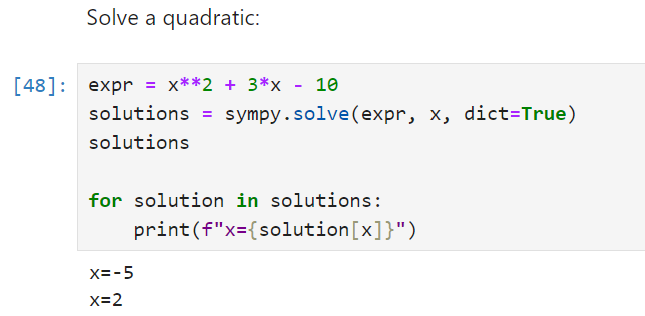 Solve a quadratic:
[48]: expr = x**2 + 3*x - 10
solutions = sympy.solve(expr, x, dict=True)
solutions
for solution in solutions:
    print(f"x={solution[x]}")
x=-5
x=2